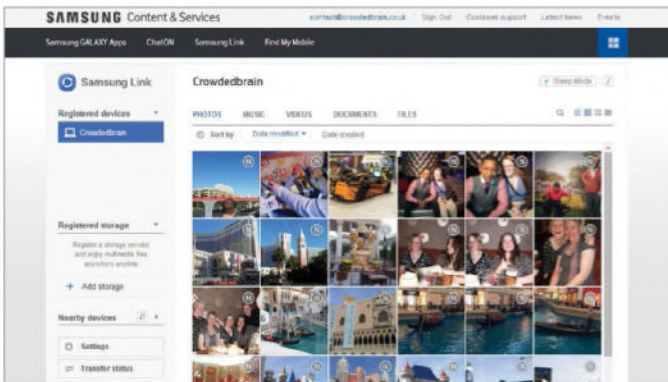 SAMSUNG Content & Services
contact@crowdedbrain.co.uk Sign Out Customer support Latest News Events
Samsung GALAXY Apps ChatON Samsung Link Find My Mobile
Samsung Link
Crowdedbrain
Sleep Mode i
Registered devices
PHOTOS MUSIC VIDEOS DOCUMENTS FILES
Crowdedbrain
Sort by Date modified Date created
Registered storage
Register a storage service
and enjoy multimedia files
anywhere anytime
+ Add storage
Nearby devices
Settings
Transfer status